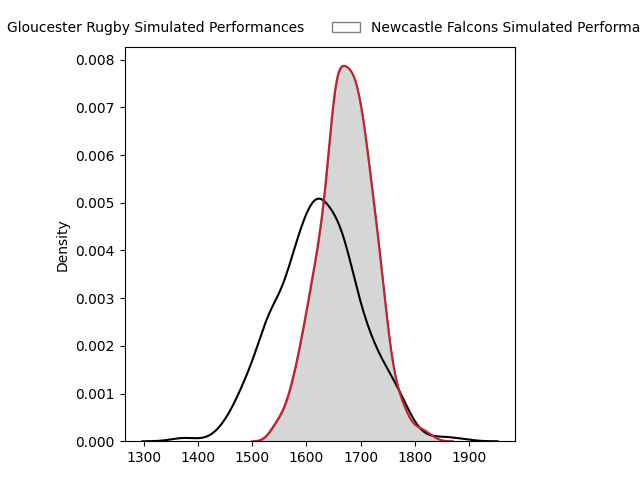 Gloucester Rugby Simulated Performances
Newcastle Falcons Simulated Performa
0.008
0.007
0.006
0.005
0.004
0.003
0.002
0.001
0.000
Density
1300 1400 1500 1600 1700 1800 1900